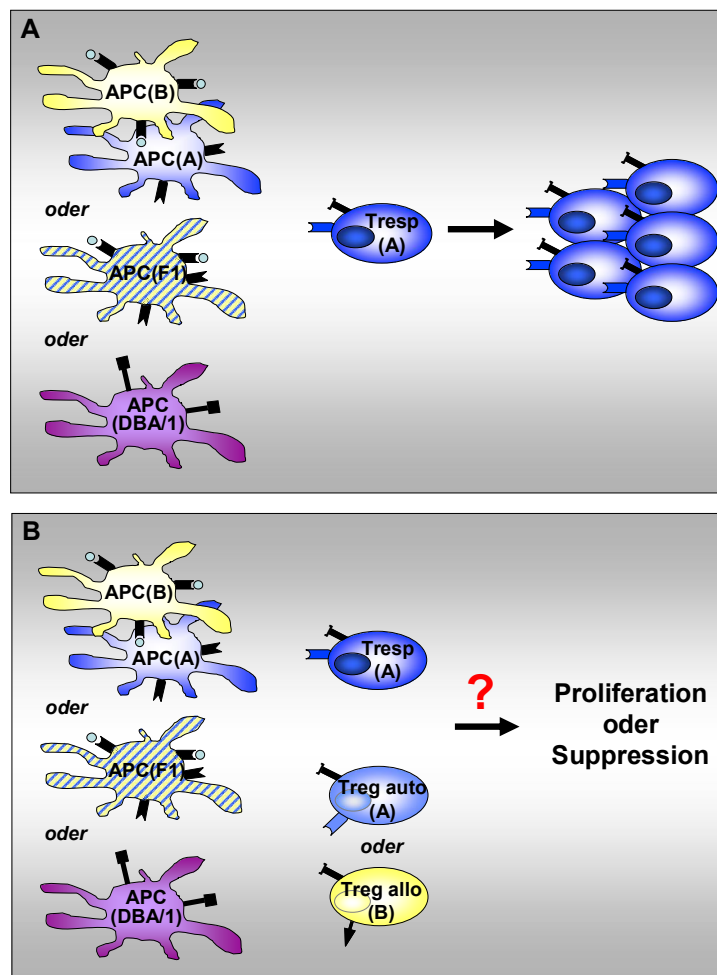 A
APC(B)
APC(A)
oder
APC(F1)
oder
APC
(DBA/1)
Tresp
(A)
B
APC(B)
APC(A)
oder
APC(F1)
oder
APC
(DBA/1)
Tresp
(A)
Treg auto
(A)
oder
Treg allo
(B)
?
Proliferation
oder
Suppression